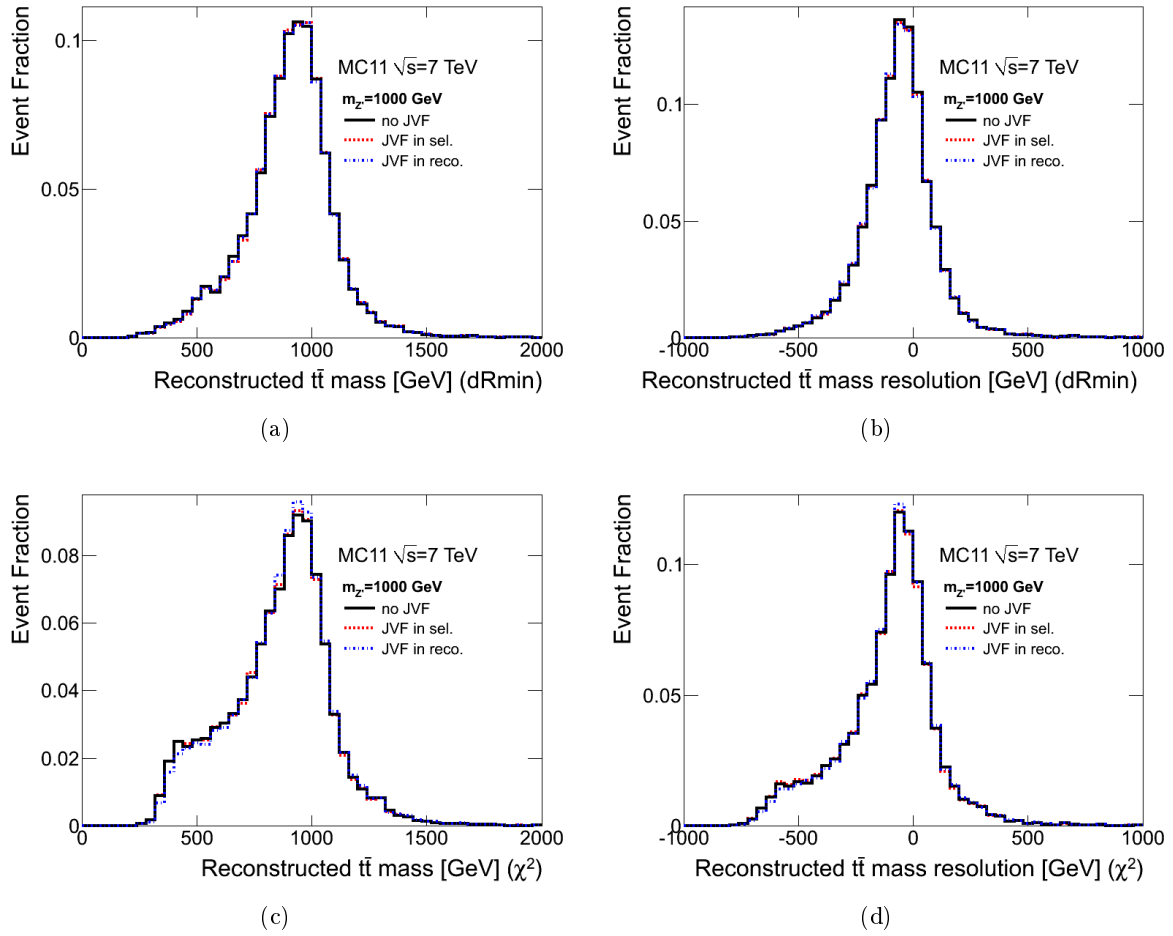 Event Fraction
0.1
0.05
0
0 500 1000 1500 2000
MC11 √s=7 TeV
m_Z'=1000 GeV
no JVF
JVF in sel.
JVF in reco.
Reconstructed tt̄ mass [GeV] (dRmin)
(a)
Event Fraction
0.1
0.05
0
-1000 -500 0 500 1000
MC11 √s=7 TeV
m_Z'=1000 GeV
no JVF
JVF in sel.
JVF in reco.
Reconstructed tt̄ mass resolution [GeV] (dRmin)
(b)
Event Fraction
0.08
0.06
0.04
0.02
0
0 500 1000 1500 2000
MC11 √s=7 TeV
m_Z'=1000 GeV
no JVF
JVF in sel.
JVF in reco.
Reconstructed tt̄ mass [GeV] (χ²)
(c)
Event Fraction
0.1
0.05
0
-1000 -500 0 500 1000
MC11 √s=7 TeV
m_Z'=1000 GeV
no JVF
JVF in sel.
JVF in reco.
Reconstructed tt̄ mass resolution [GeV] (χ²)
(d)